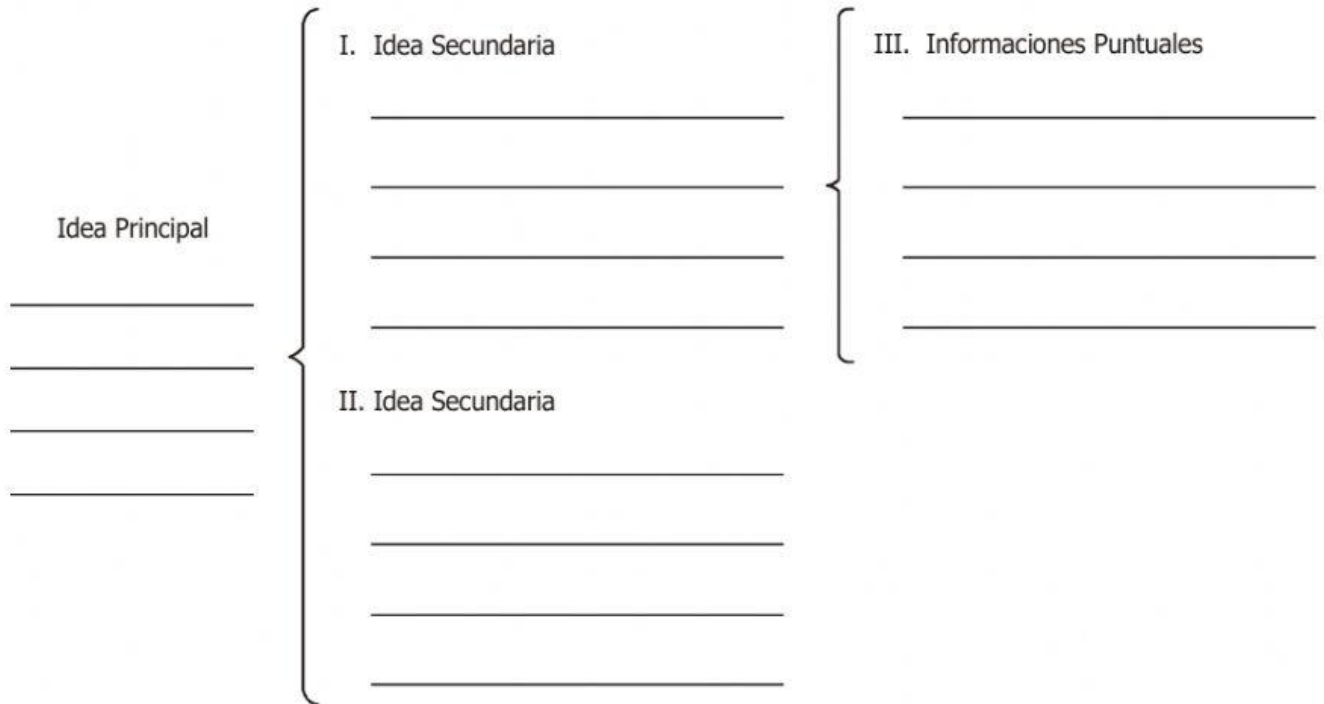 I. Idea Secundaria
III. Informaciones Puntuales
Idea Principal
II. Idea Secundaria